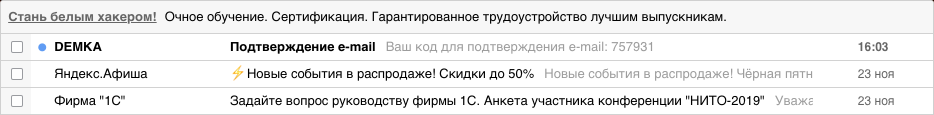 Стань белым хакером! Очное обучение. Сертификация. Гарантированное трудоустройство лучшим выпускникам.
DEMKA Подтверждение e-mail Ваш код для подтверждения e-mail: 757931 16:03
Яндекс.Афиша ⚡Новые события в распродаже! Скидки до 50% Новые события в распродаже! Чёрная 23 ноя
Фирма "1С" Задайте вопрос руководству фирмы 1С. Анкета участника конференции "НИТО-2019" 23 ноя